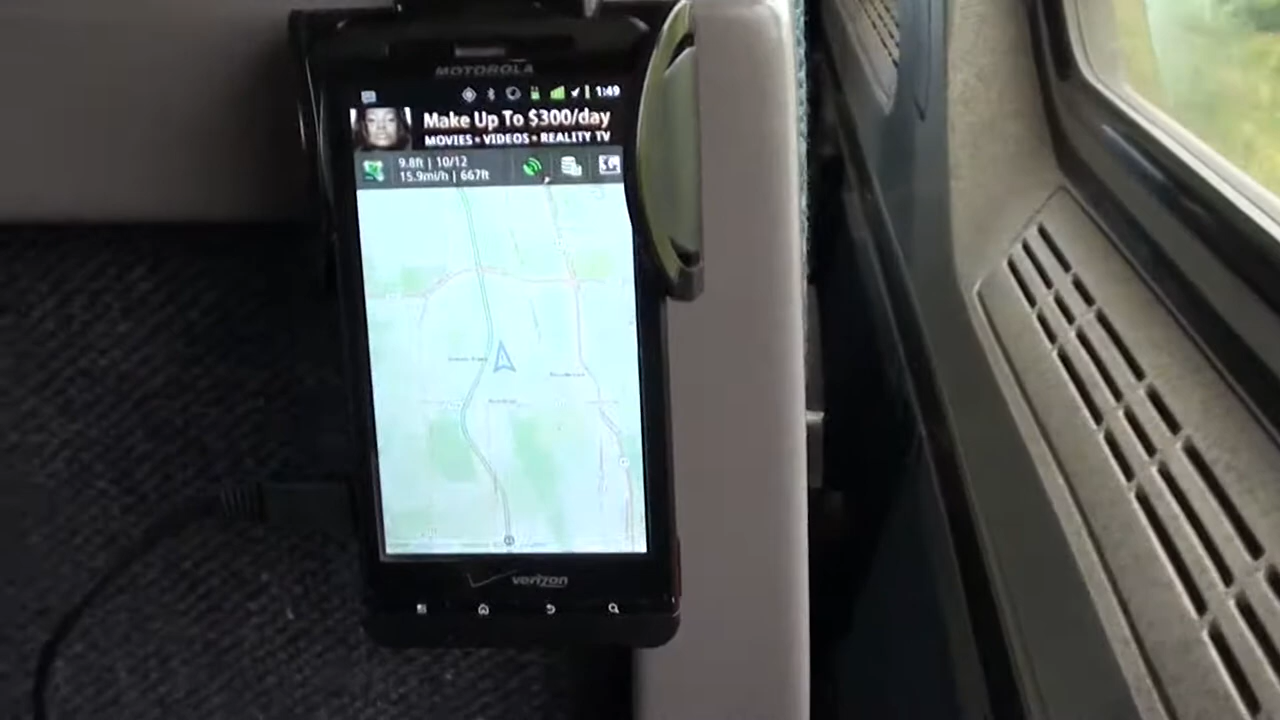 MOTOROLA
1:49
Make Up To $300/day
MOVIES • VIDEOS • REALITY TV
9.8ft | 10/12
15.9mi/h | 667ft
verizon